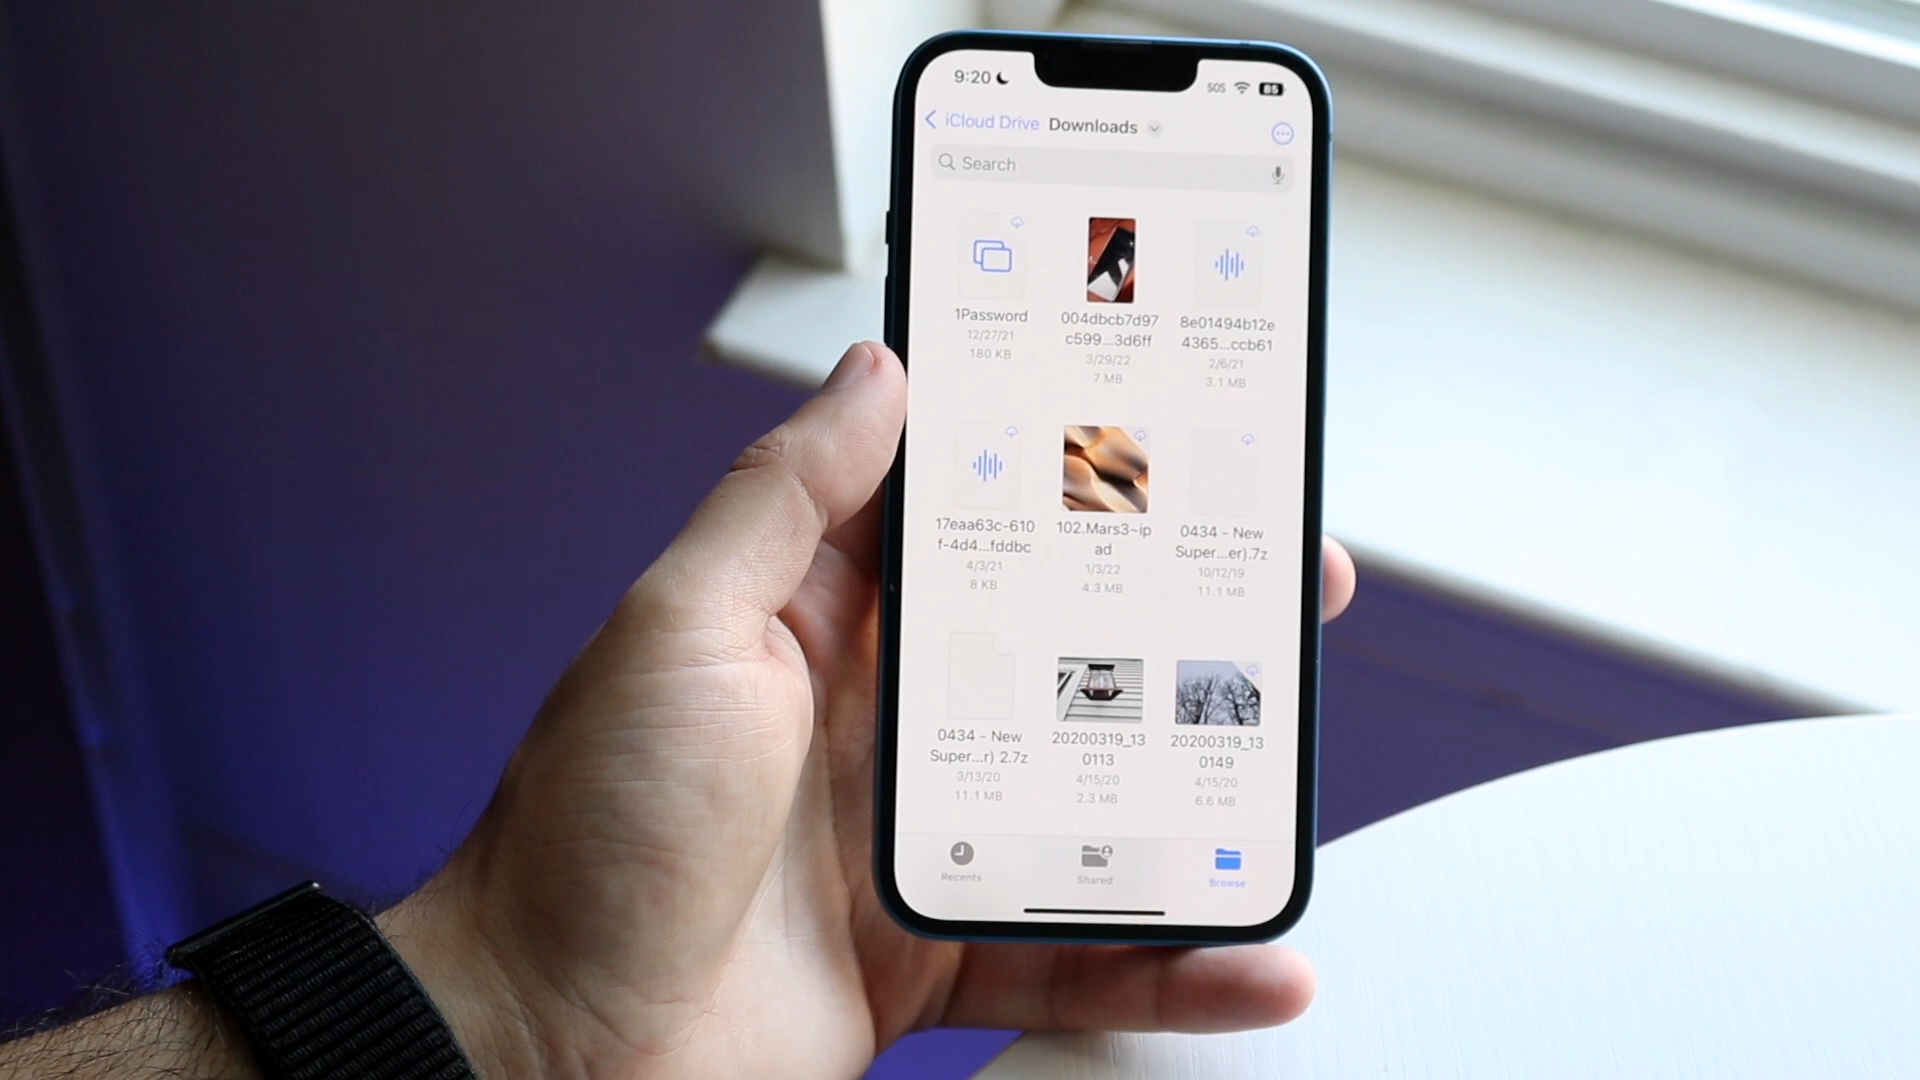 9:20
SOS
85
iCloud Drive Downloads
Search
1Password
12/27/21
180 KB
004dbcb7d97
c599...3d6ff
3/29/22
7 MB
8e01494b12e
4365...ccb61
2/6/21
3.1 MB
17eaa63c-610
f-4d4...fddbc
4/3/21
8 KB
102.Mars3~ip
ad
1/3/22
4.3 MB
0434 - New
Super...er).7z
10/12/19
11.1 MB
0434 - New
Super...r) 2.7z
3/13/20
11.1 MB
20200319_13
0113
4/15/20
2.3 MB
20200319_13
0149
4/15/20
6.6 MB
Recents
Shared
Browse